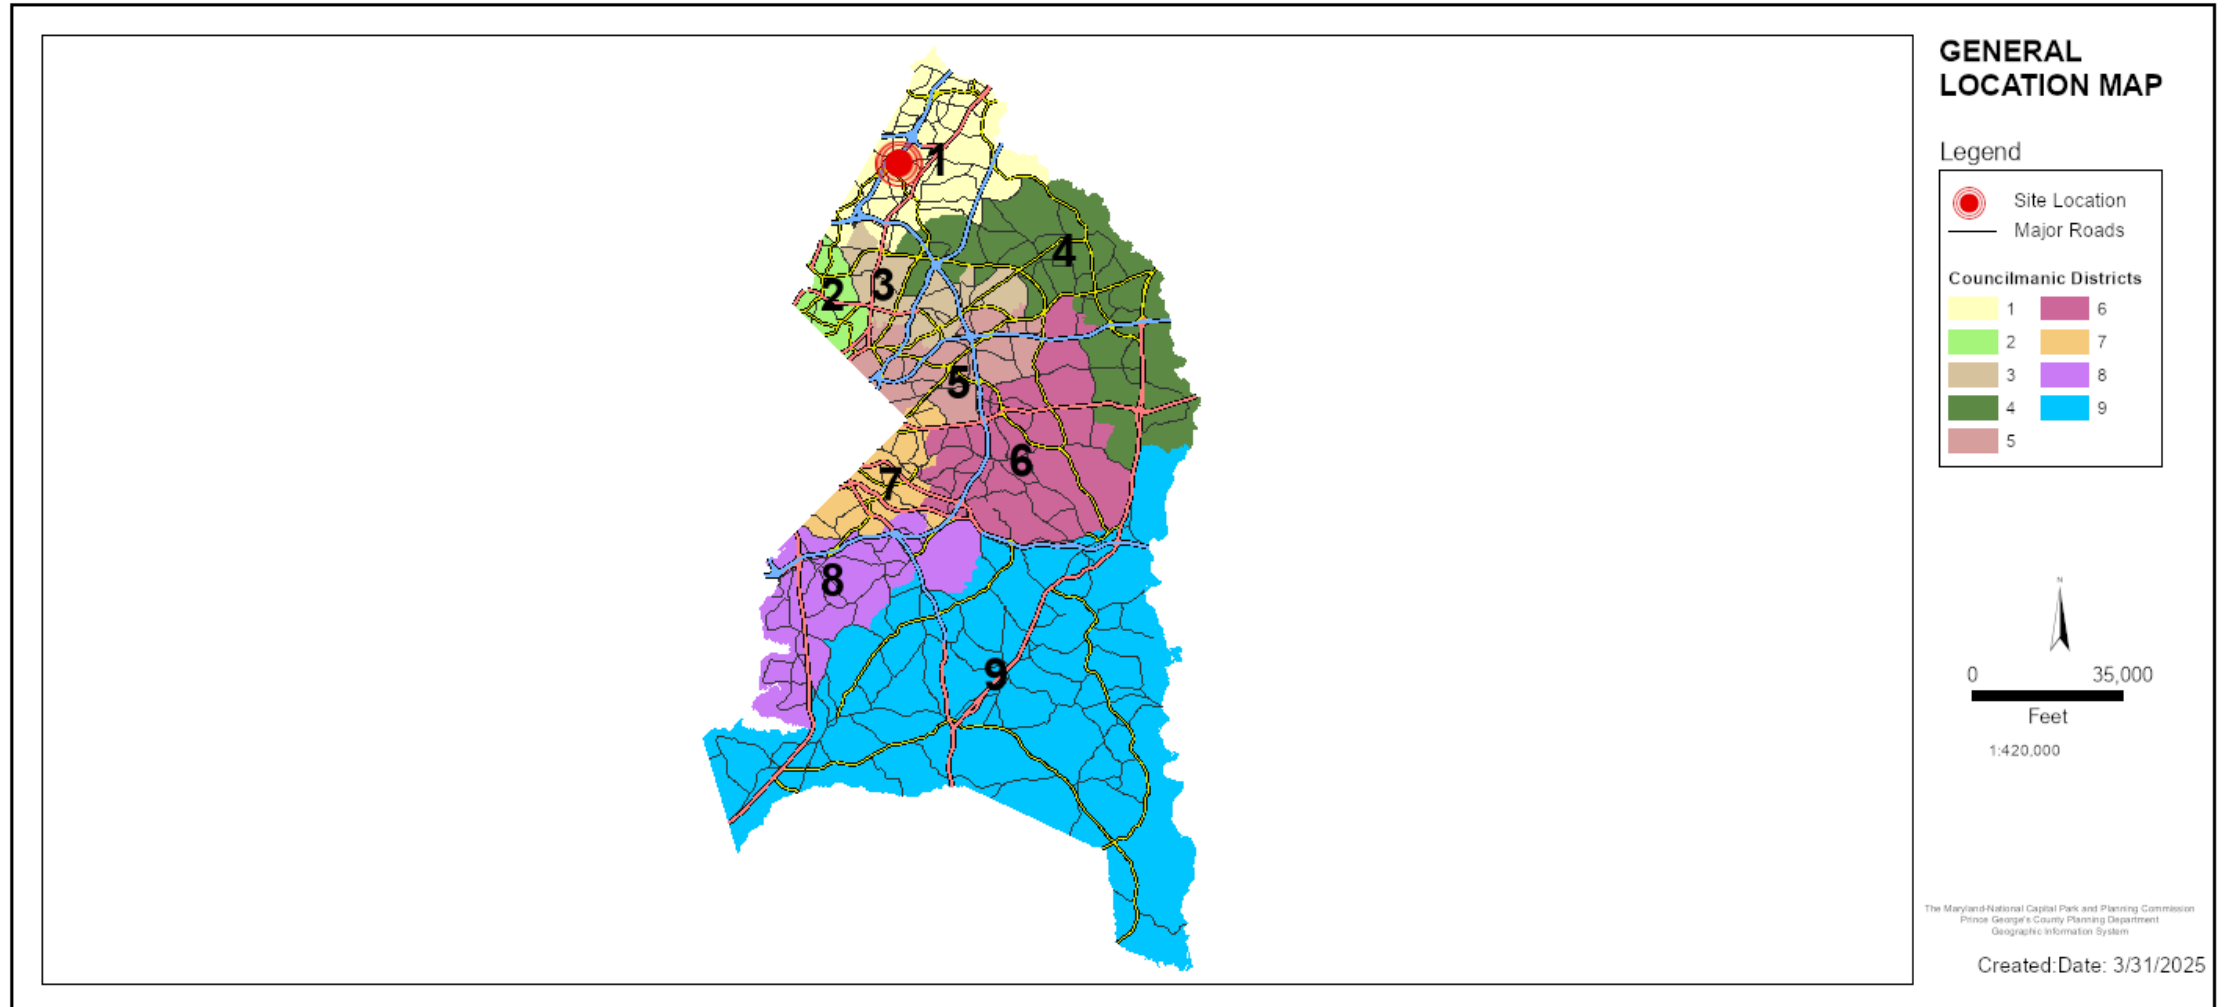 GENERAL
LOCATION MAP
Legend
Site Location
Major Roads
Councilmanic Districts
1 6
2 7
3 8
4 9
5
1
4
3
2
5
6
7
8
9
N
0 35,000
Feet
1:420,000
The Maryland-National Capital Park and Planning Commission
Prince George's County Planning Department
Geographic Information System
Created:Date: 3/31/2025